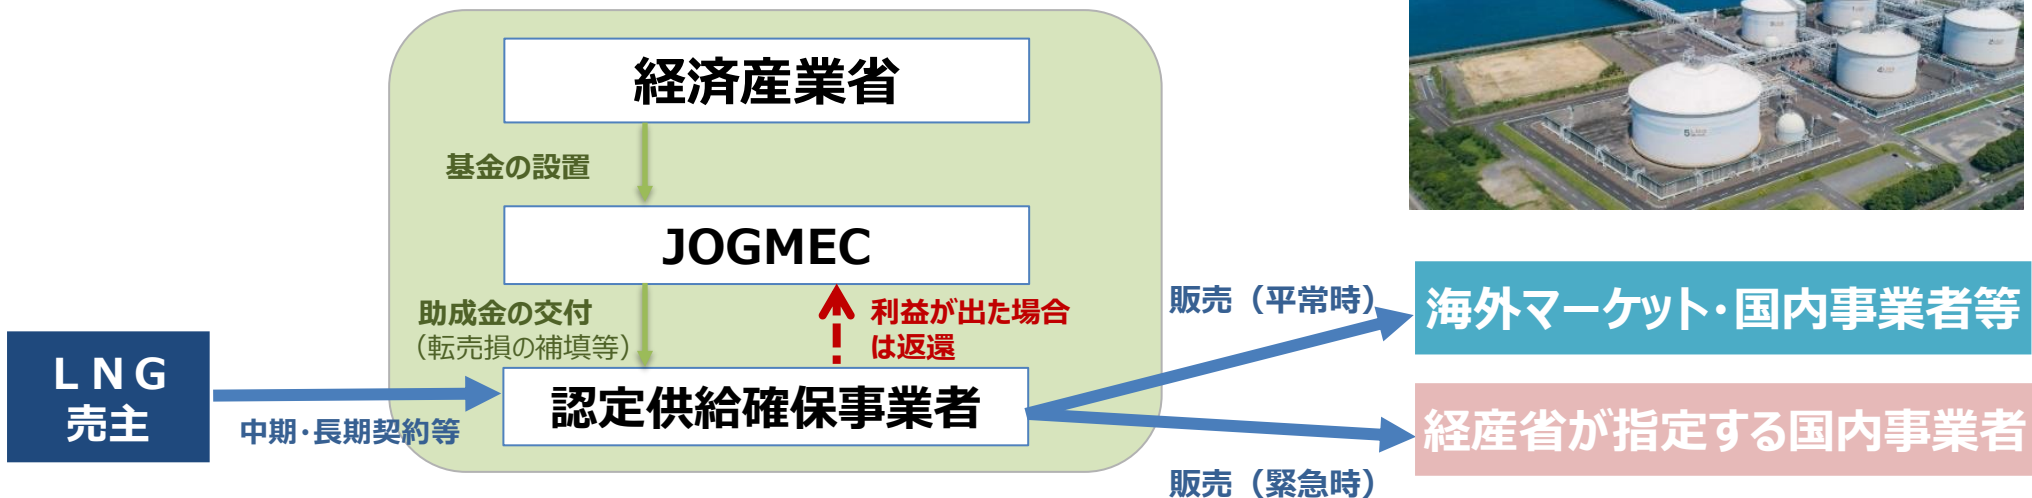 経済産業省
基金の設置
JOGMEC
助成金の交付
（転売損の補填等）
利益が出た場合
は返還
ＬＮＧ
売主
中期・長期契約等
認定供給確保事業者
販売（平常時）
海外マーケット・国内事業者等
経産省が指定する国内事業者
販売（緊急時）